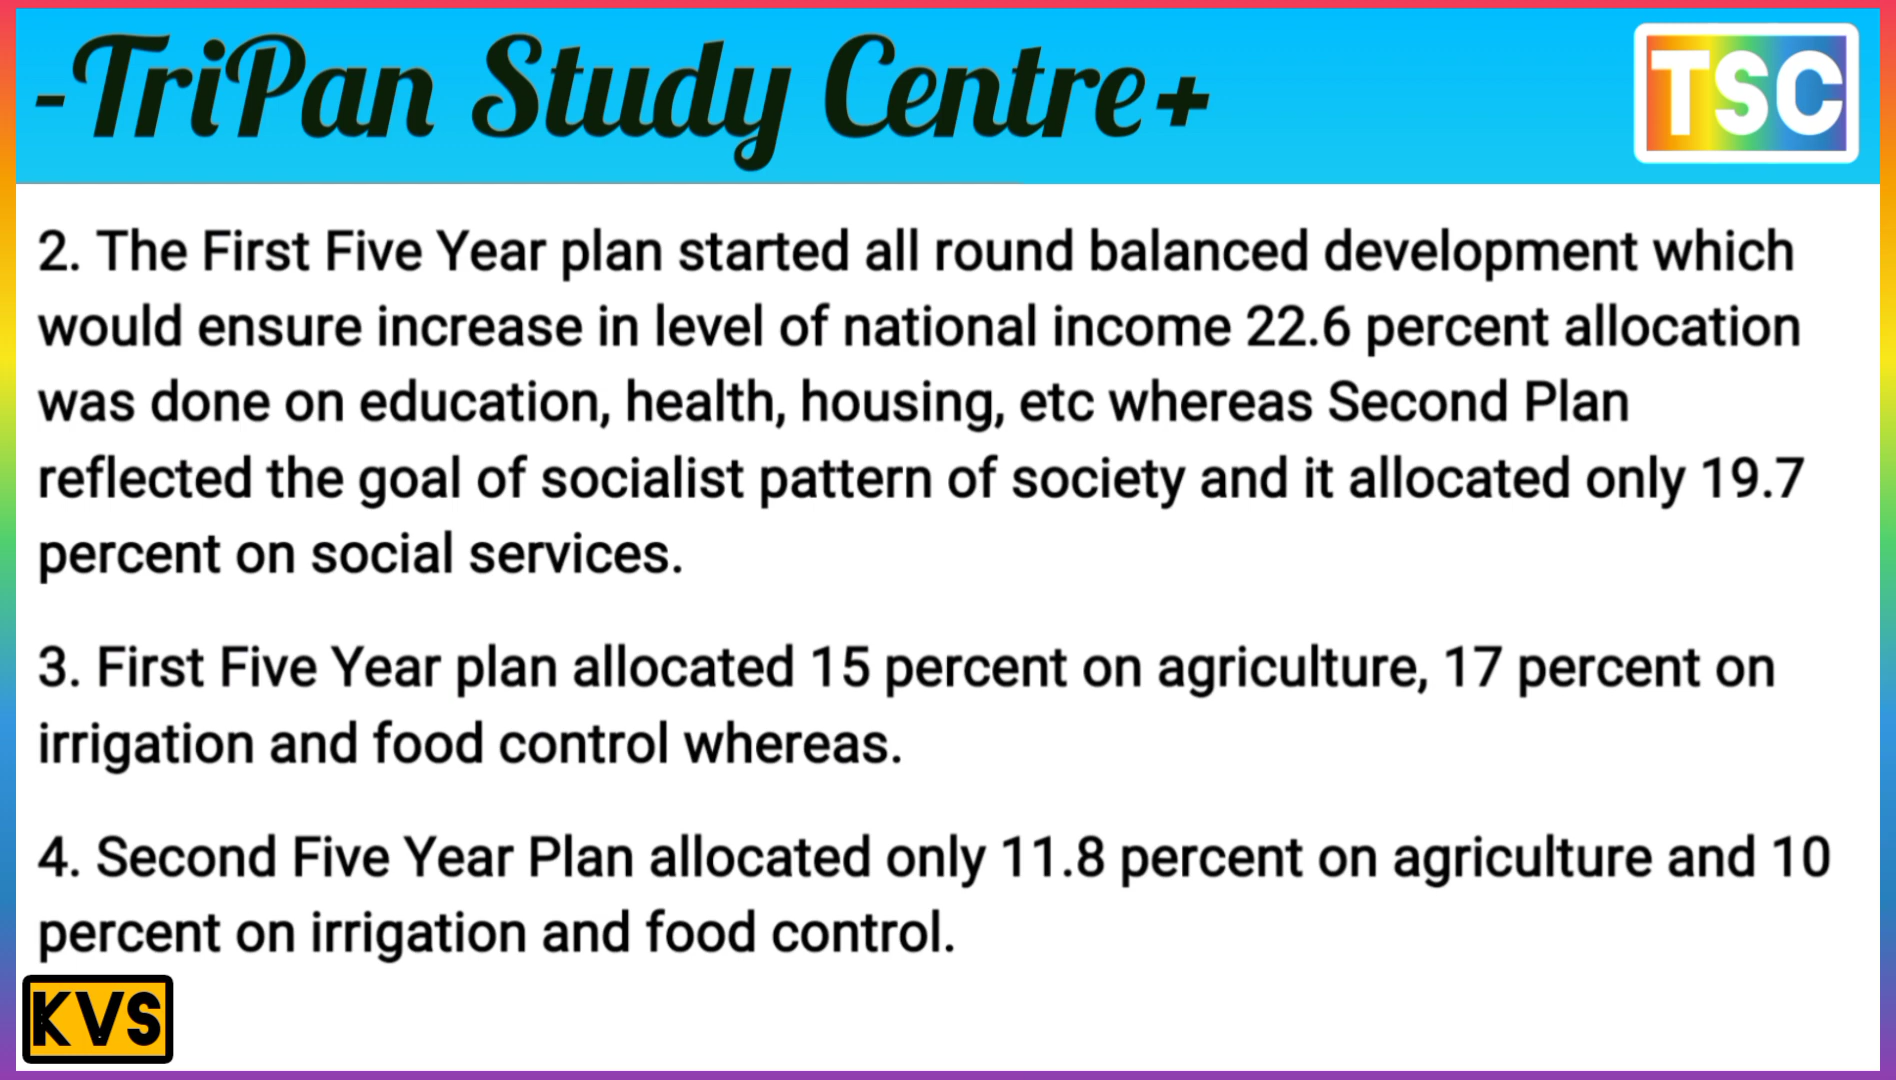 -TriPan Study Centre+
TSC
2. The First Five Year plan started all round balanced development which
would ensure increase in level of national income 22.6 percent allocation
was done on education, health, housing, etc whereas Second Plan
reflected the goal of socialist pattern of society and it allocated only 19.7
percent on social services.
3. First Five Year plan allocated 15 percent on agriculture, 17 percent on
irrigation and food control whereas.
4. Second Five Year Plan allocated only 11.8 percent on agriculture and 10
percent on irrigation and food control.
KVS